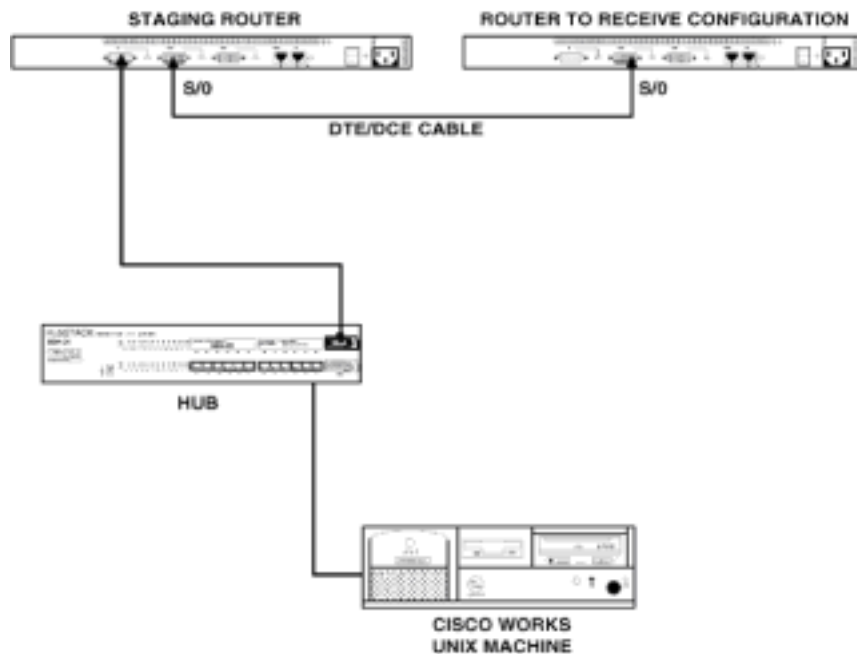 STAGING ROUTER
ROUTER TO RECEIVE CONFIGURATION
S/0
S/0
DTE/DCE CABLE
HUB
CISCO WORKS
UNIX MACHINE